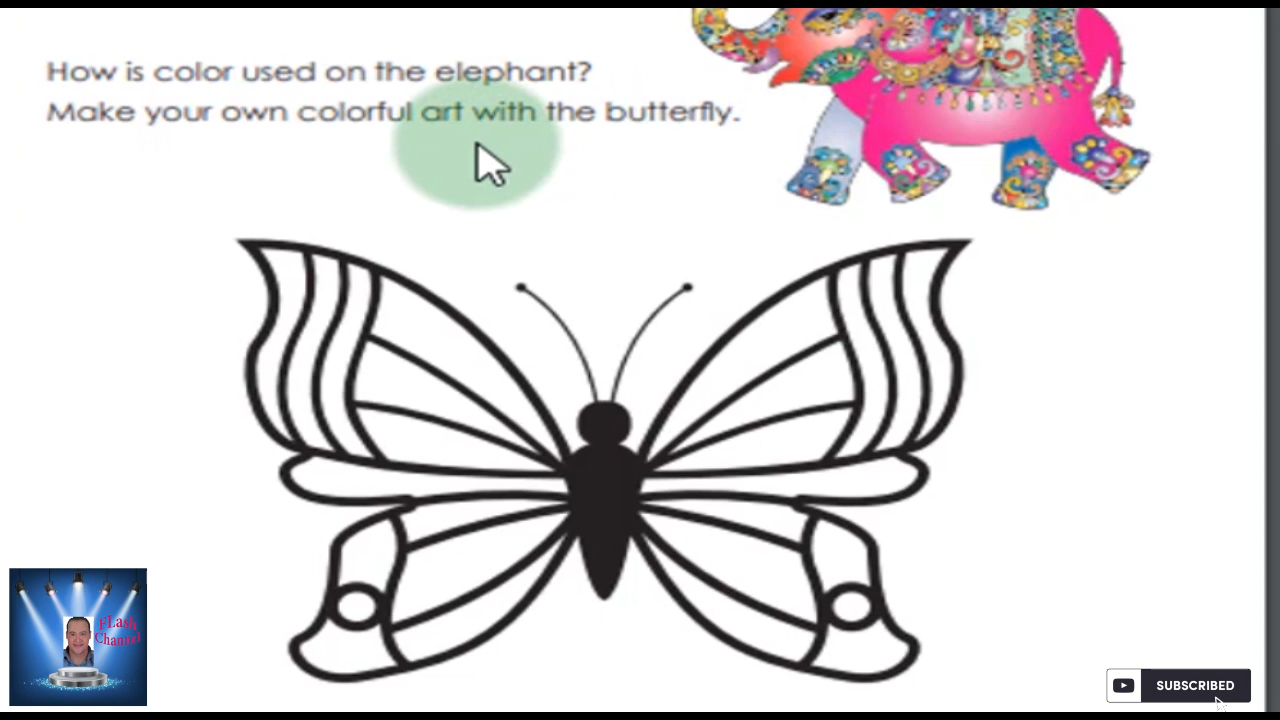 How is color used on the elephant?
Make your own colorful art with the butterfly.
FLash
Channel
SUBSCRIBED